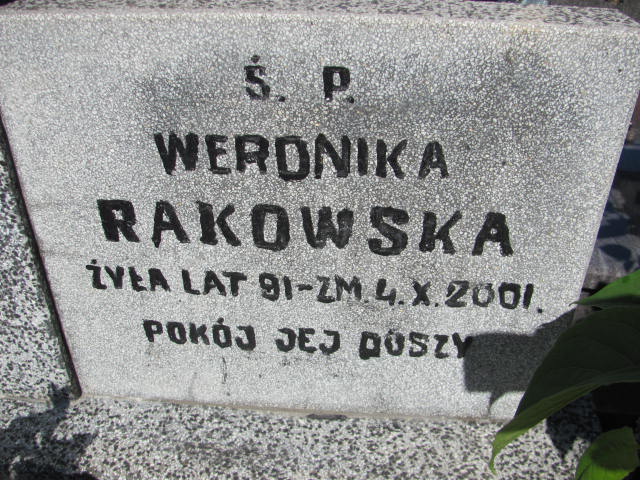 Ś. P.
WERONIKA
RAKOWSKA
ŻYŁA LAT 91-ZM. 4. X. 2001.
POKÓJ JEJ DUSZY